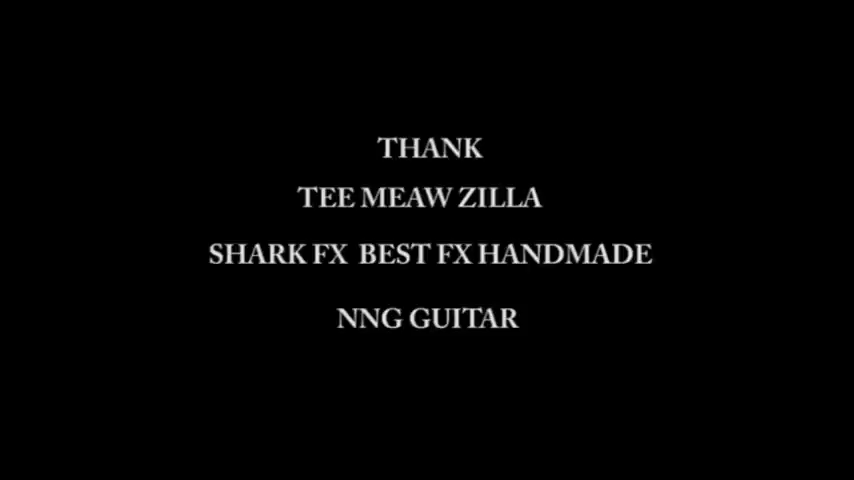 THANK
TEE MEAW ZILLA
SHARK FX BEST FX HANDMADE
NNG GUITAR